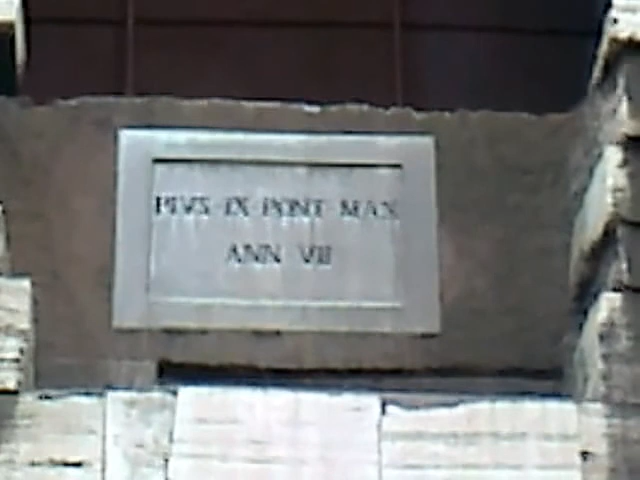 PIVS · IX · PONT · MAX
ANN VII